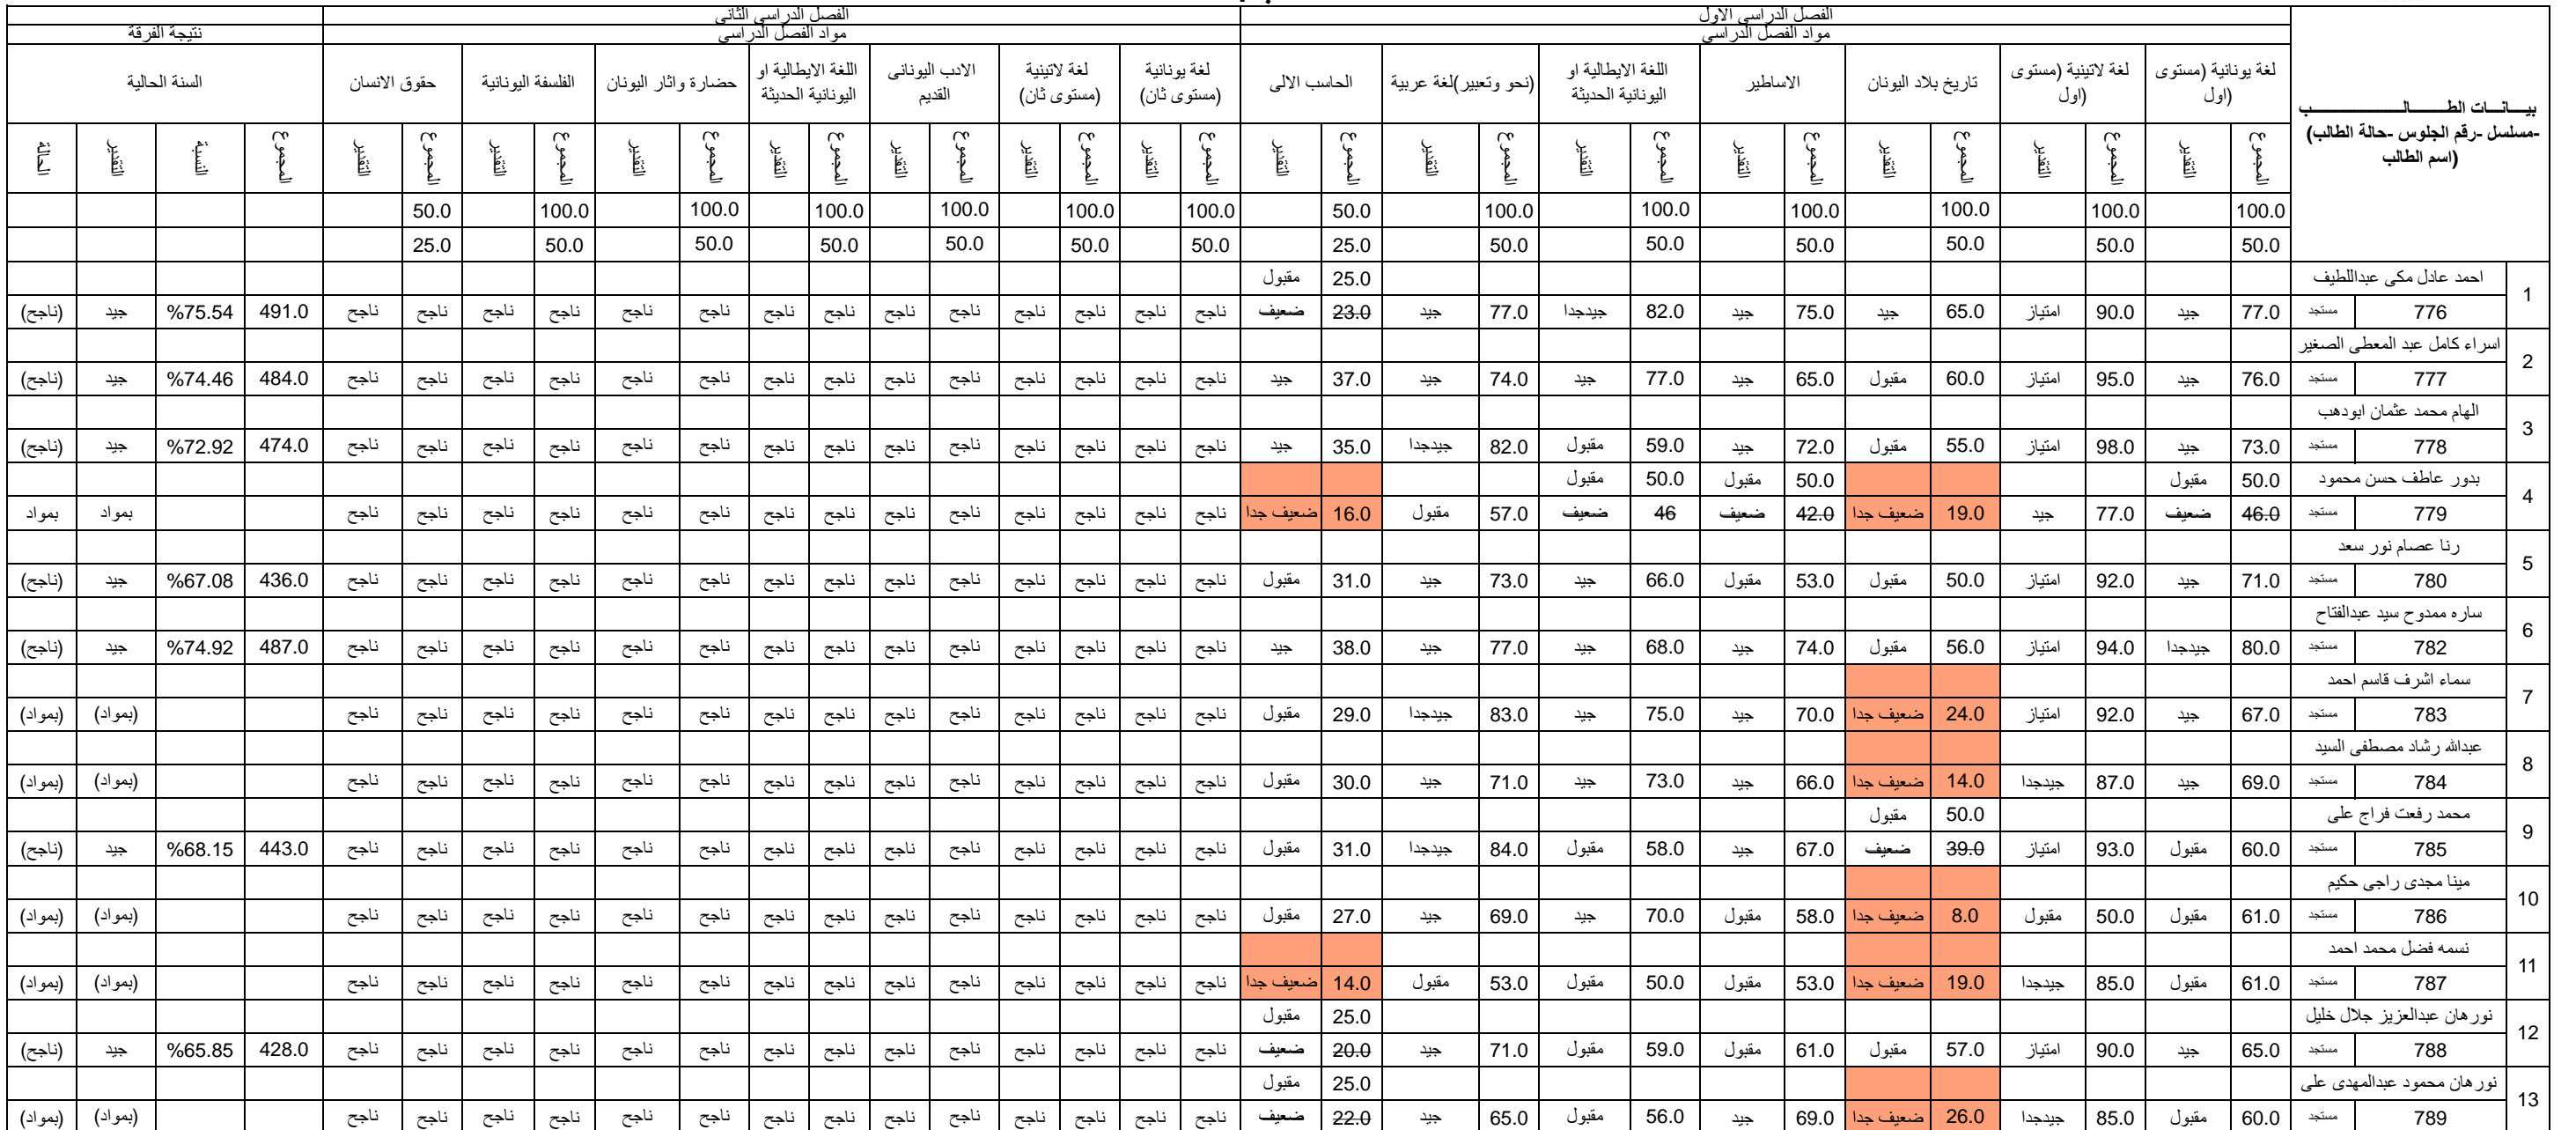 الفصل الدراسى الاول الفصل الدراسى الثانى
مواد الفصل الدراسى مواد الفصل الدراسى نتيجة الفرقة
بيـــانـــات الطـــــــالـــــــــــب
-مسلسل -رقم الجلوس -حالة الطالب)
(اسم الطالب
لغة يونانية (مستوى اول) لغة لاتينية (مستوى اول) تاريخ بلاد اليونان الاساطير اللغة الايطالية او اليونانية الحديثة (نحو وتعبير)لغة عربية الحاسب الالى لغة يونانية (مستوى ثان) لغة لاتينية (مستوى ثان) الادب اليونانى القديم اللغة الايطالية او اليونانية الحديثة حضارة واثار اليونان الفلسفة اليونانية حقوق الانسان السنة الحالية
المجموع التقدير المجموع التقدير المجموع التقدير المجموع التقدير المجموع التقدير المجموع التقدير المجموع التقدير المجموع التقدير المجموع التقدير المجموع التقدير المجموع التقدير المجموع التقدير المجموع التقدير المجموع التقدير المجموع النسبة التقدير الحالة
100.0 100.0 100.0 100.0 100.0 100.0 50.0 100.0 100.0 100.0 100.0 100.0 100.0 50.0
50.0 50.0 50.0 50.0 50.0 50.0 25.0 50.0 50.0 50.0 50.0 50.0 50.0 25.0
1 احمد عادل مكى عبداللطيف 25.0 مقبول
776 مستجد 77.0 جيد 90.0 امتياز 65.0 جيد 75.0 جيد 82.0 جيدجدا 77.0 جيد 23.0 ضعيف ناجح ناجح ناجح ناجح ناجح ناجح ناجح ناجح ناجح ناجح ناجح ناجح ناجح ناجح 491.0 %75.54 جيد (ناجح)
2 اسراء كامل عبد المعطى الصغير
777 مستجد 76.0 جيد 95.0 امتياز 60.0 مقبول 65.0 جيد 77.0 جيد 74.0 جيد 37.0 جيد ناجح ناجح ناجح ناجح ناجح ناجح ناجح ناجح ناجح ناجح ناجح ناجح ناجح ناجح 484.0 %74.46 جيد (ناجح)
3 الهام محمد عثمان ابودهب
778 مستجد 73.0 جيد 98.0 امتياز 55.0 مقبول 72.0 جيد 59.0 مقبول 82.0 جيدجدا 35.0 جيد ناجح ناجح ناجح ناجح ناجح ناجح ناجح ناجح ناجح ناجح ناجح ناجح ناجح ناجح 474.0 %72.92 جيد (ناجح)
4 بدور عاطف حسن محمود 50.0 مقبول 50.0 مقبول 50.0 مقبول
779 مستجد 46.0 ضعيف 77.0 جيد 19.0 ضعيف جدا 42.0 ضعيف 46 ضعيف 57.0 مقبول 16.0 ضعيف جدا ناجح ناجح ناجح ناجح ناجح ناجح ناجح ناجح ناجح ناجح ناجح ناجح ناجح ناجح بمواد بمواد
5 رنا عصام نور سعد
780 مستجد 71.0 جيد 92.0 امتياز 50.0 مقبول 53.0 مقبول 66.0 جيد 73.0 جيد 31.0 مقبول ناجح ناجح ناجح ناجح ناجح ناجح ناجح ناجح ناجح ناجح ناجح ناجح ناجح ناجح 436.0 %67.08 جيد (ناجح)
6 ساره ممدوح سيد عبدالفتاح
782 مستجد 80.0 جيدجدا 94.0 امتياز 56.0 مقبول 74.0 جيد 68.0 جيد 77.0 جيد 38.0 جيد ناجح ناجح ناجح ناجح ناجح ناجح ناجح ناجح ناجح ناجح ناجح ناجح ناجح ناجح 487.0 %74.92 جيد (ناجح)
7 سماء اشرف قاسم احمد
783 مستجد 67.0 جيد 92.0 امتياز 24.0 ضعيف جدا 70.0 جيد 75.0 جيد 83.0 جيدجدا 29.0 مقبول ناجح ناجح ناجح ناجح ناجح ناجح ناجح ناجح ناجح ناجح ناجح ناجح ناجح ناجح (بمواد) (بمواد)
8 عبدالله رشاد مصطفى السيد
784 مستجد 69.0 جيد 87.0 جيدجدا 14.0 ضعيف جدا 66.0 جيد 73.0 جيد 71.0 جيد 30.0 مقبول ناجح ناجح ناجح ناجح ناجح ناجح ناجح ناجح ناجح ناجح ناجح ناجح ناجح ناجح (بمواد) (بمواد)
9 محمد رفعت فراج على 50.0 مقبول
785 مستجد 60.0 مقبول 93.0 امتياز 39.0 ضعيف 67.0 جيد 58.0 مقبول 84.0 جيدجدا 31.0 مقبول ناجح ناجح ناجح ناجح ناجح ناجح ناجح ناجح ناجح ناجح ناجح ناجح ناجح ناجح 443.0 %68.15 جيد (ناجح)
10 مينا مجدى راجى حكيم
786 مستجد 61.0 مقبول 50.0 مقبول 8.0 ضعيف جدا 58.0 مقبول 70.0 جيد 69.0 جيد 27.0 مقبول ناجح ناجح ناجح ناجح ناجح ناجح ناجح ناجح ناجح ناجح ناجح ناجح ناجح ناجح (بمواد) (بمواد)
11 نسمه فضل محمد احمد
787 مستجد 61.0 مقبول 85.0 جيدجدا 19.0 ضعيف جدا 53.0 مقبول 50.0 مقبول 53.0 مقبول 14.0 ضعيف جدا ناجح ناجح ناجح ناجح ناجح ناجح ناجح ناجح ناجح ناجح ناجح ناجح ناجح ناجح (بمواد) (بمواد)
12 نورهان عبدالعزيز جلال خليل 25.0 مقبول
788 مستجد 65.0 جيد 90.0 امتياز 57.0 مقبول 61.0 مقبول 59.0 مقبول 71.0 جيد 20.0 ضعيف ناجح ناجح ناجح ناجح ناجح ناجح ناجح ناجح ناجح ناجح ناجح ناجح ناجح ناجح 428.0 %65.85 جيد (ناجح)
13 نورهان محمود عبدالمهدى على 25.0 مقبول
789 مستجد 60.0 مقبول 85.0 جيدجدا 26.0 ضعيف جدا 69.0 جيد 56.0 مقبول 65.0 جيد 22.0 ضعيف ناجح ناجح ناجح ناجح ناجح ناجح ناجح ناجح ناجح ناجح ناجح ناجح ناجح ناجح (بمواد) (بمواد)